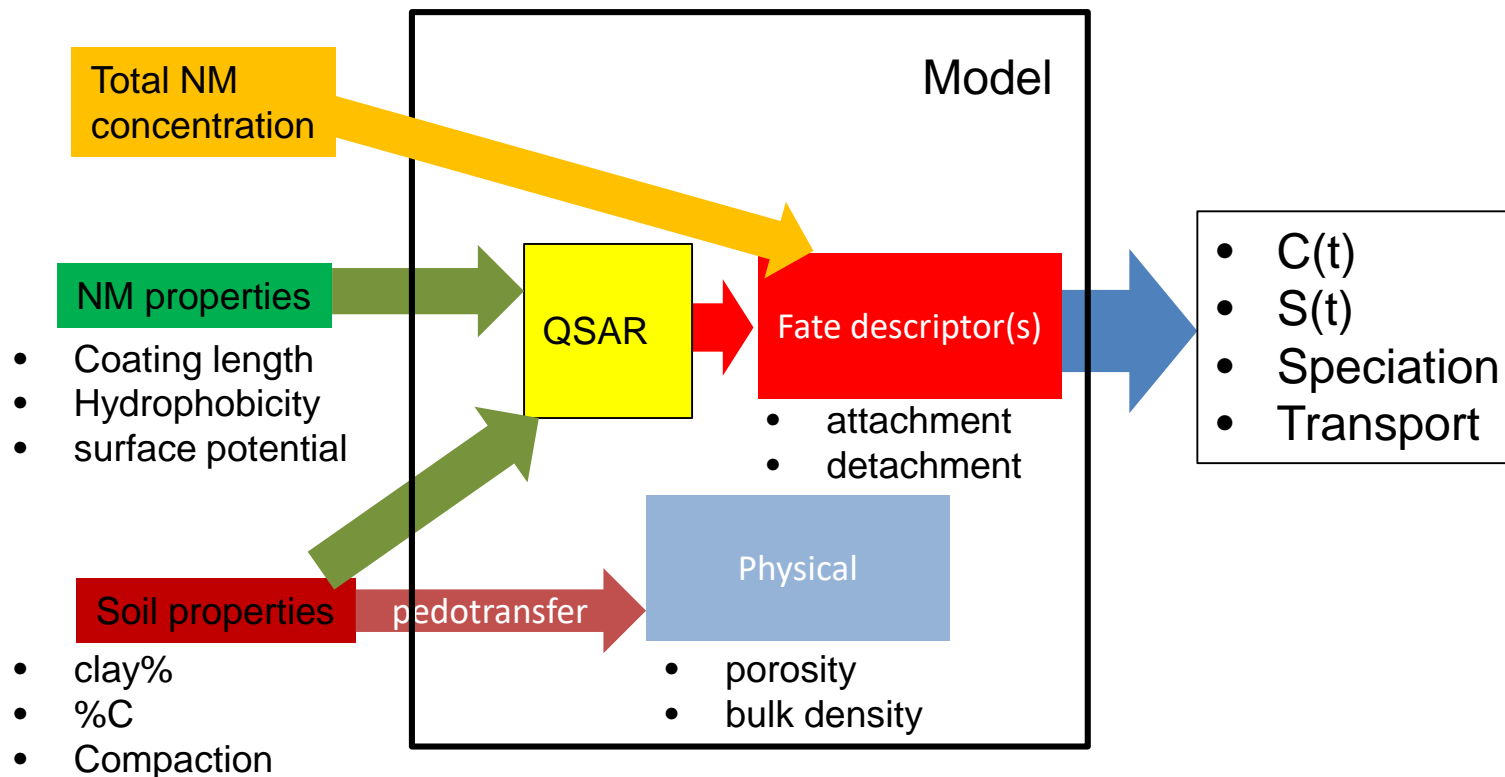 Model
Total NM
concentration
NM properties
• Coating length
• Hydrophobicity
• surface potential
QSAR
Fate descriptor(s)
• attachment
• detachment
• C(t)
• S(t)
• Speciation
• Transport
Soil properties
pedotransfer
Physical
• clay%
• %C
• Compaction
• porosity
• bulk density